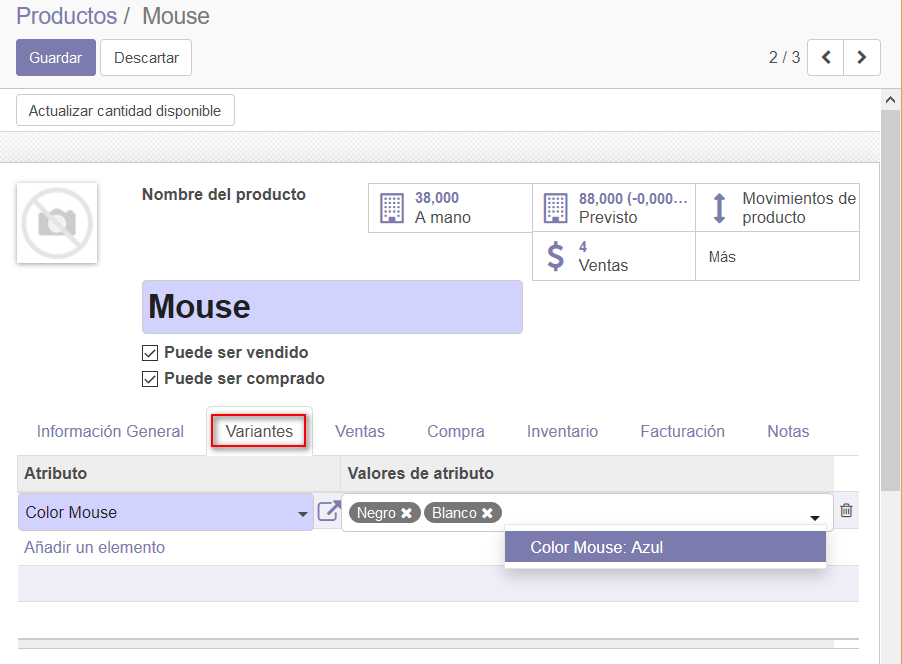 Productos / Mouse
Guardar Descartar 2 / 3
Actualizar cantidad disponible
Nombre del producto
38,000
A mano
88,000 (-0,000...
Previsto
Movimientos de
producto
4
Ventas
Más
Mouse
Puede ser vendido
Puede ser comprado
Información General Variantes Ventas Compra Inventario Facturación Notas
Atributo Valores de atributo
Color Mouse Negro Blanco
Añadir un elemento Color Mouse: Azul